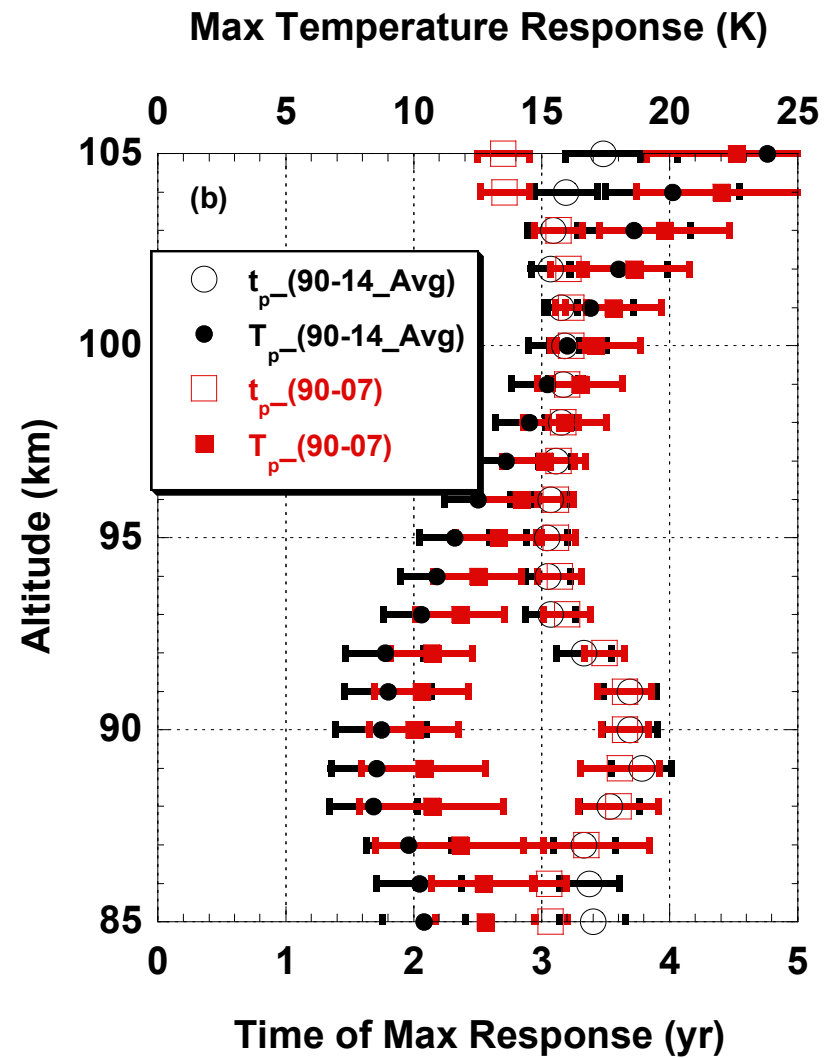 Max Temperature Response (K)
0 5 10 15 20 25
105
(b)
t_p_(90-14_Avg)
T_p_(90-14_Avg)
100
t_p_(90-07)
T_p_(90-07)
Altitude (km)
95
90
85
0 1 2 3 4 5
Time of Max Response (yr)